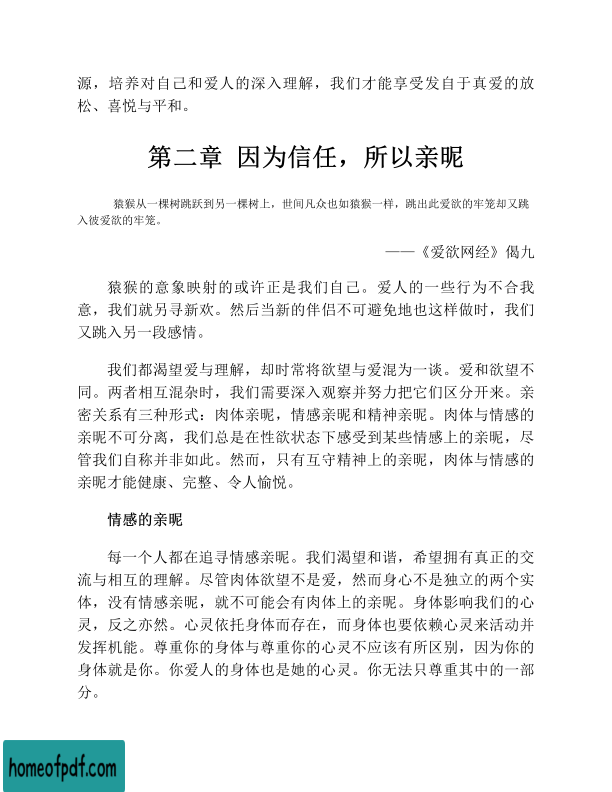 源，培养对自己和爱人的深入理解，我们才能享受发自于真爱的放
松、喜悦与平和。
第二章 因为信任，所以亲昵
猿猴从一棵树跳跃到另一棵树上，世间凡众也如猿猴一样，跳出此爱欲的牢笼却又跳
入彼爱欲的牢笼。
——《爱欲网经》偈九
猿猴的意象映射的或许正是我们自己。爱人的一些行为不合我
意，我们就另寻新欢。然后当新的伴侣不可避免地也这样做时，我们
又跳入另一段感情。
我们都渴望爱与理解，却时常将欲望与爱混为一谈。爱和欲望不
同。两者相互混杂时，我们需要深入观察并努力把它们区分开来。亲
密关系有三种形式：肉体亲昵，情感亲昵和精神亲昵。肉体与情感的
亲昵不可分离，我们总是在性欲状态下感受到某些情感上的亲昵，尽
管我们自称并非如此。然而，只有互守精神上的亲昵，肉体与情感的
亲昵才能健康、完整、令人愉悦。
情感的亲昵
每一个人都在追寻情感亲昵。我们渴望和谐，希望拥有真正的交
流与相互的理解。尽管肉体欲望不是爱，然而身心不是独立的两个实
体，没有情感亲昵，就不可能会有肉体上的亲昵。身体影响我们的心
灵，反之亦然。心灵依托身体而存在，而身体也要依赖心灵来活动并
发挥机能。尊重你的身体与尊重你的心灵不应该有所区别，因为你的
身体就是你。你爱人的身体也是她的心灵。你无法只尊重其中的一部
分。
homeofpdf.com